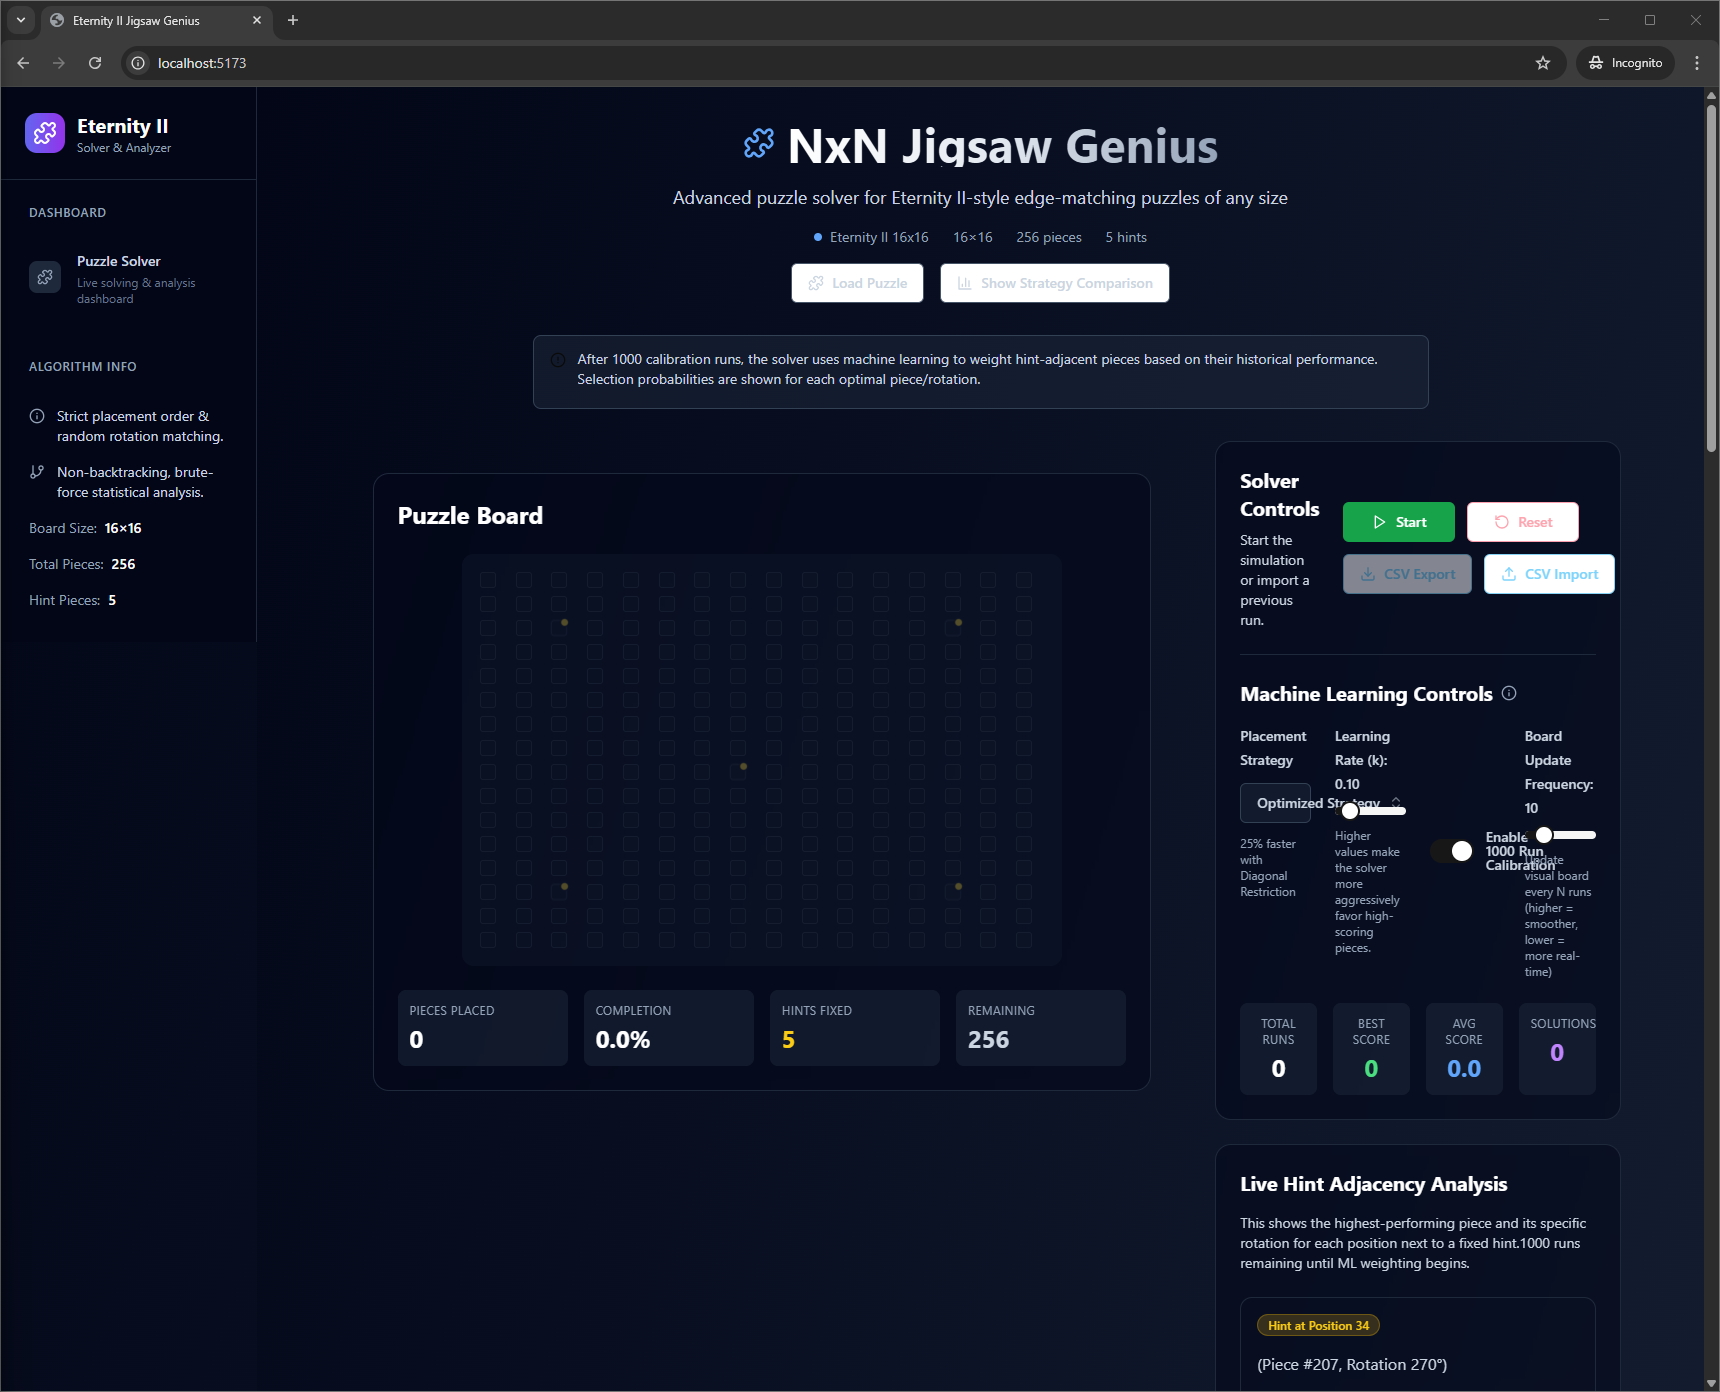 Eternity II Jigsaw Genius
localhost:5173
Incognito
Eternity II
Solver & Analyzer
DASHBOARD
Puzzle Solver
Live solving & analysis
dashboard
ALGORITHM INFO
Strict placement order &
random rotation matching.
Non-backtracking, brute-
force statistical analysis.
Board Size: 16×16
Total Pieces: 256
Hint Pieces: 5
NxN Jigsaw Genius
Advanced puzzle solver for Eternity II-style edge-matching puzzles of any size
Eternity II 16x16 16×16 256 pieces 5 hints
Load Puzzle
Show Strategy Comparison
After 1000 calibration runs, the solver uses machine learning to weight hint-adjacent pieces based on their historical performance.
Selection probabilities are shown for each optimal piece/rotation.
Puzzle Board
PIECES PLACED
0
COMPLETION
0.0%
HINTS FIXED
5
REMAINING
256
Solver
Controls
Start the
simulation
or import a
previous
run.
Start
Reset
CSV Export
CSV Import
Machine Learning Controls
Placement
Strategy
Optimized Strategy
25% faster
with
Diagonal
Restriction
Learning
Rate (k):
0.10
Higher
values make
the solver
more
aggressively
favor high-
scoring
pieces.
Enable
1000 Run
Calibration
Board
Update
Frequency:
10
Update
visual board
every N runs
(higher =
smoother,
lower =
more real-
time)
TOTAL
RUNS
0
BEST
SCORE
0
AVG
SCORE
0.0
SOLUTIONS
0
Live Hint Adjacency Analysis
This shows the highest-performing piece and its specific
rotation for each position next to a fixed hint.1000 runs
remaining until ML weighting begins.
Hint at Position 34
(Piece #207, Rotation 270°)